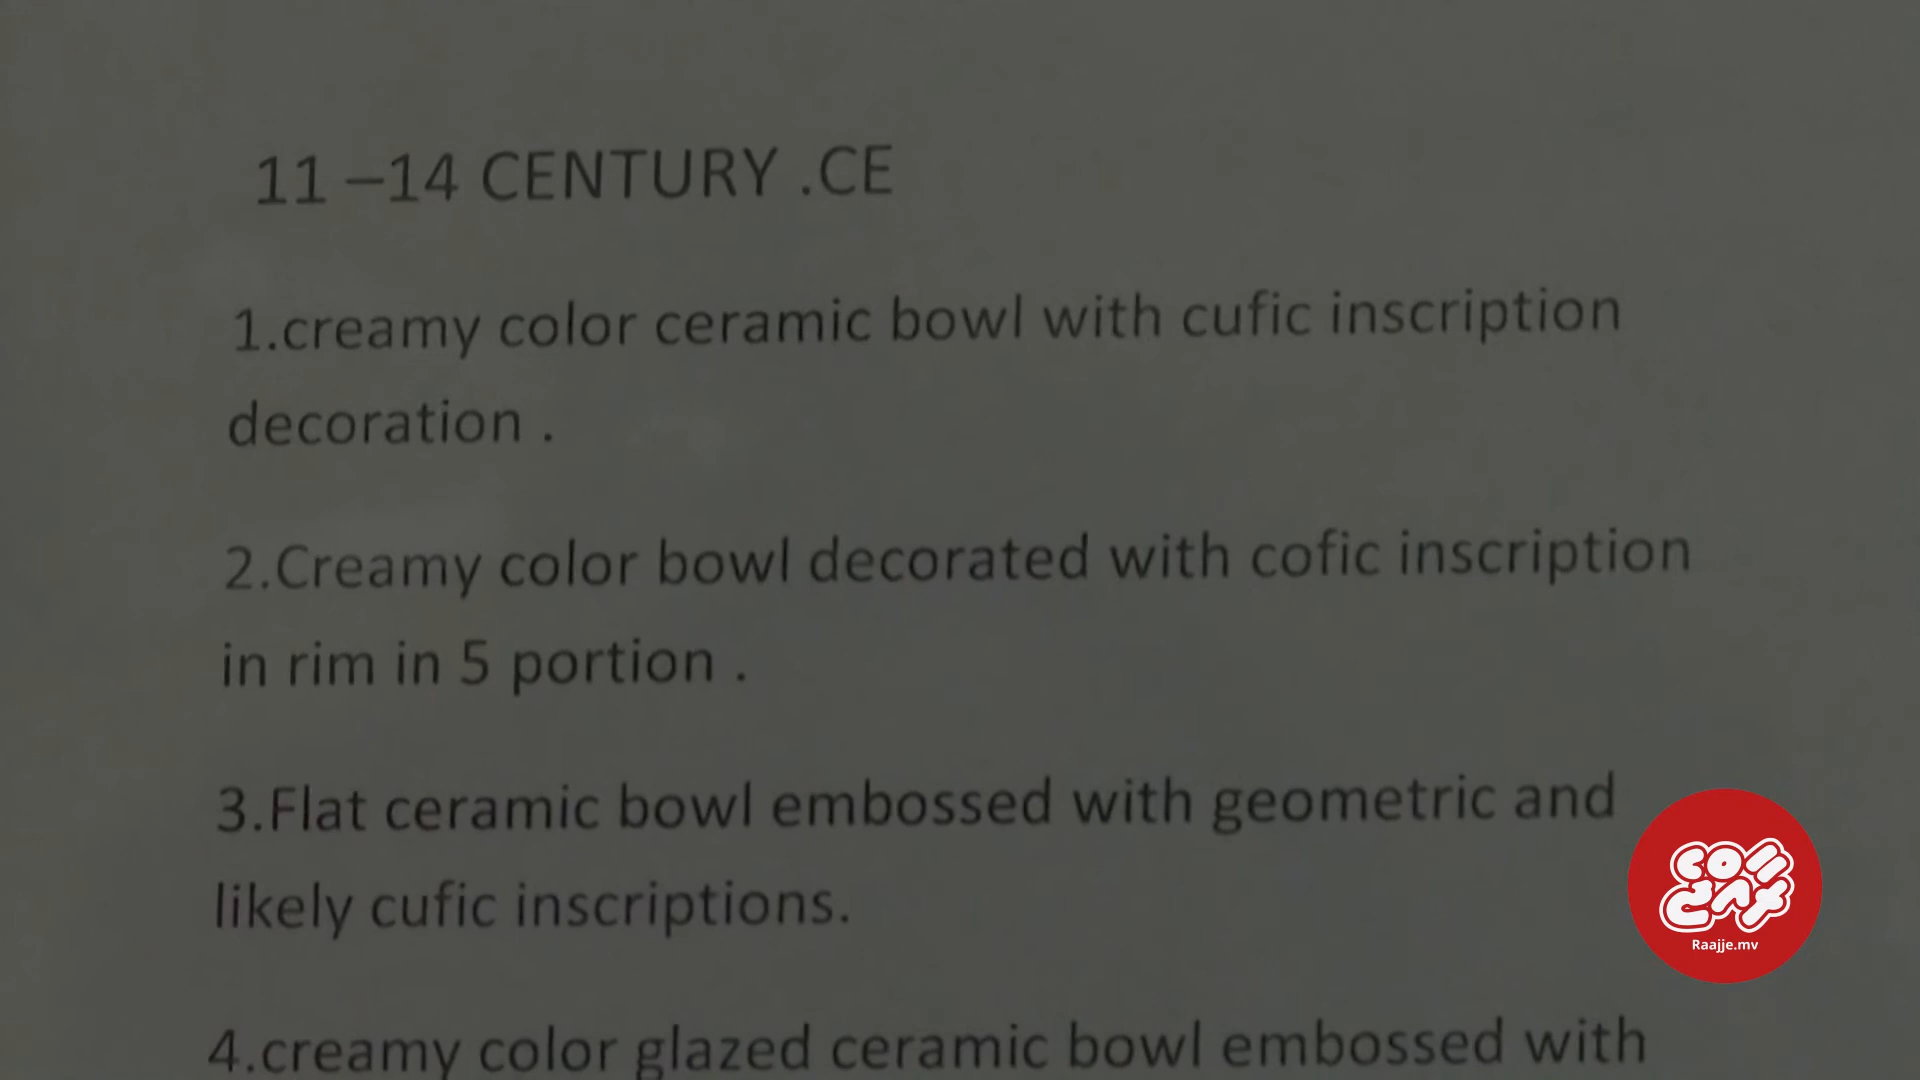 11 –14 CENTURY .CE
1.creamy color ceramic bowl with cufic inscription
decoration .
2.Creamy color bowl decorated with cofic inscription
in rim in 5 portion .
3.Flat ceramic bowl embossed with geometric and
likely cufic inscriptions.
4.creamy color glazed ceramic bowl embossed with
Raajje.mv